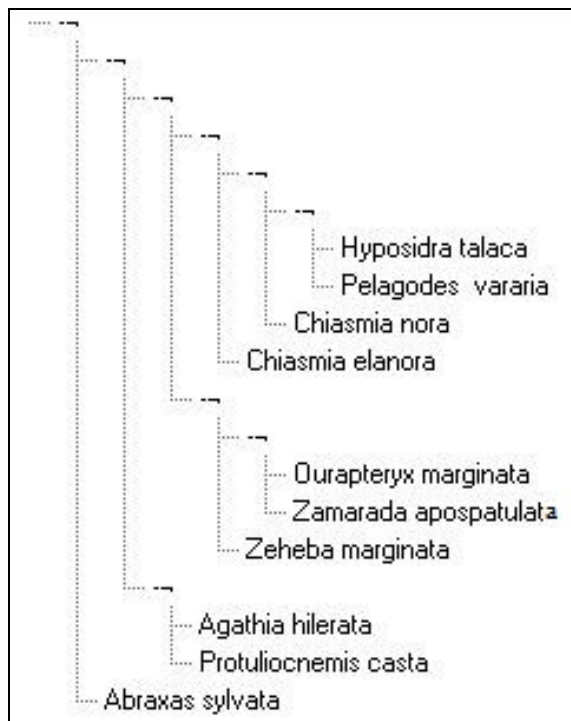 Hyposidra talaca
Pelagodes vararia
Chiasmia nora
Chiasmia elanora
Ourapteryx marginata
Zamarada apospatulata
Zeheba marginata
Agathia hilerata
Protuliocnemis casta
Abraxas sylvata